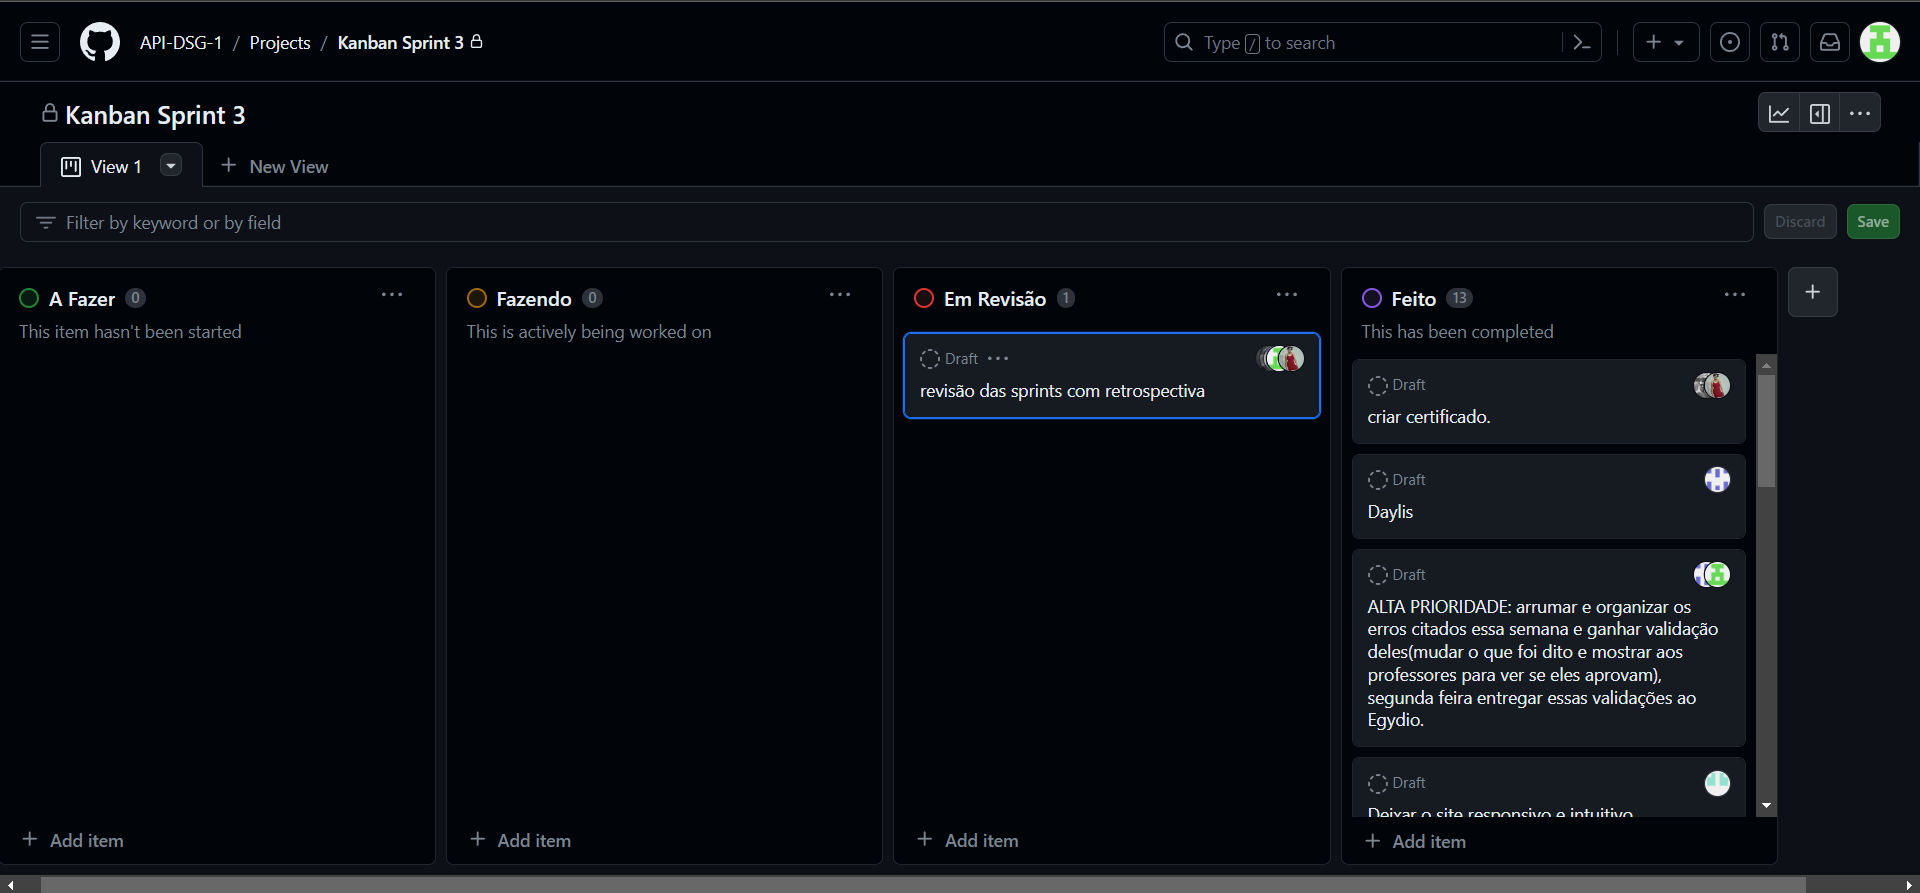 API-DSG-1 / Projects / Kanban Sprint 3
Type / to search
Kanban Sprint 3
View 1
New View
Filter by keyword or by field
Discard
Save
A Fazer 0
This item hasn't been started
Add item
Fazendo 0
This is actively being worked on
Add item
Em Revisão 1
Draft
revisão das sprints com retrospectiva
Add item
Feito 13
This has been completed
Draft
criar certificado.
Draft
Daylis
Draft
ALTA PRIORIDADE: arrumar e organizar os
erros citados essa semana e ganhar validação
deles(mudar o que foi dito e mostrar aos
professores para ver se eles aprovam),
segunda feira entregar essas validações ao
Egydio.
Draft
Deixar o site responsivo e intuitivo
Add item